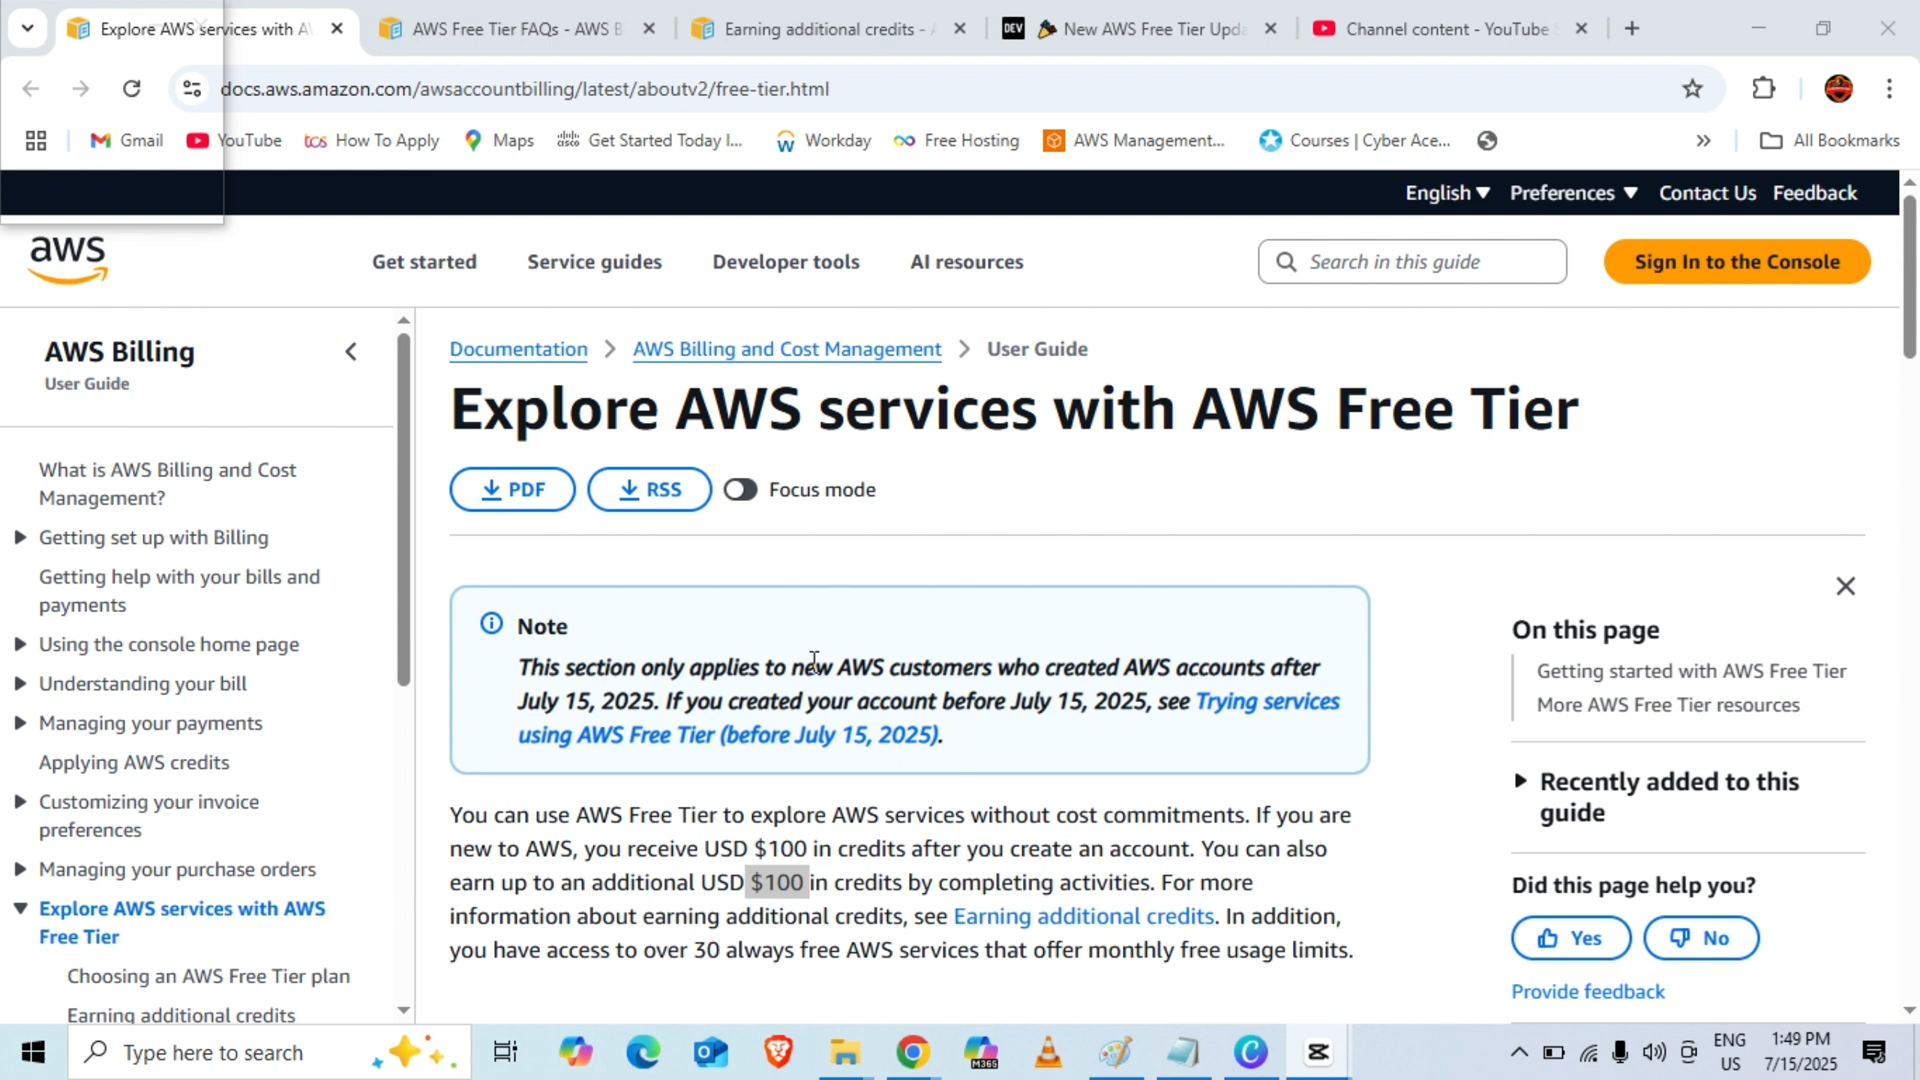 Explore AWS services with A
AWS Free Tier FAQs - AWS B
Earning additional credits - A
DEV
New AWS Free Tier Upda
Channel content - YouTube S
docs.aws.amazon.com/awsaccountbilling/latest/aboutv2/free-tier.html
Gmail
YouTube
tcs How To Apply
Maps
Get Started Today I...
Workday
Free Hosting
AWS Management...
Courses | Cyber Ace...
All Bookmarks
English
Preferences
Contact Us
Feedback
aws
Get started
Service guides
Developer tools
AI resources
Search in this guide
Sign In to the Console
AWS Billing
User Guide
What is AWS Billing and Cost
Management?
Getting set up with Billing
Getting help with your bills and
payments
Using the console home page
Understanding your bill
Managing your payments
Applying AWS credits
Customizing your invoice
preferences
Managing your purchase orders
Explore AWS services with AWS
Free Tier
Choosing an AWS Free Tier plan
Earning additional credits
Documentation > AWS Billing and Cost Management > User Guide
Explore AWS services with AWS Free Tier
PDF
RSS
Focus mode
Note
This section only applies to new AWS customers who created AWS accounts after
July 15, 2025. If you created your account before July 15, 2025, see Trying services
using AWS Free Tier (before July 15, 2025).
You can use AWS Free Tier to explore AWS services without cost commitments. If you are
new to AWS, you receive USD $100 in credits after you create an account. You can also
earn up to an additional USD $100 in credits by completing activities. For more
information about earning additional credits, see Earning additional credits. In addition,
you have access to over 30 always free AWS services that offer monthly free usage limits.
On this page
Getting started with AWS Free Tier
More AWS Free Tier resources
Recently added to this
guide
Did this page help you?
Yes
No
Provide feedback
Type here to search
M365
ENG
US
1:49 PM
7/15/2025